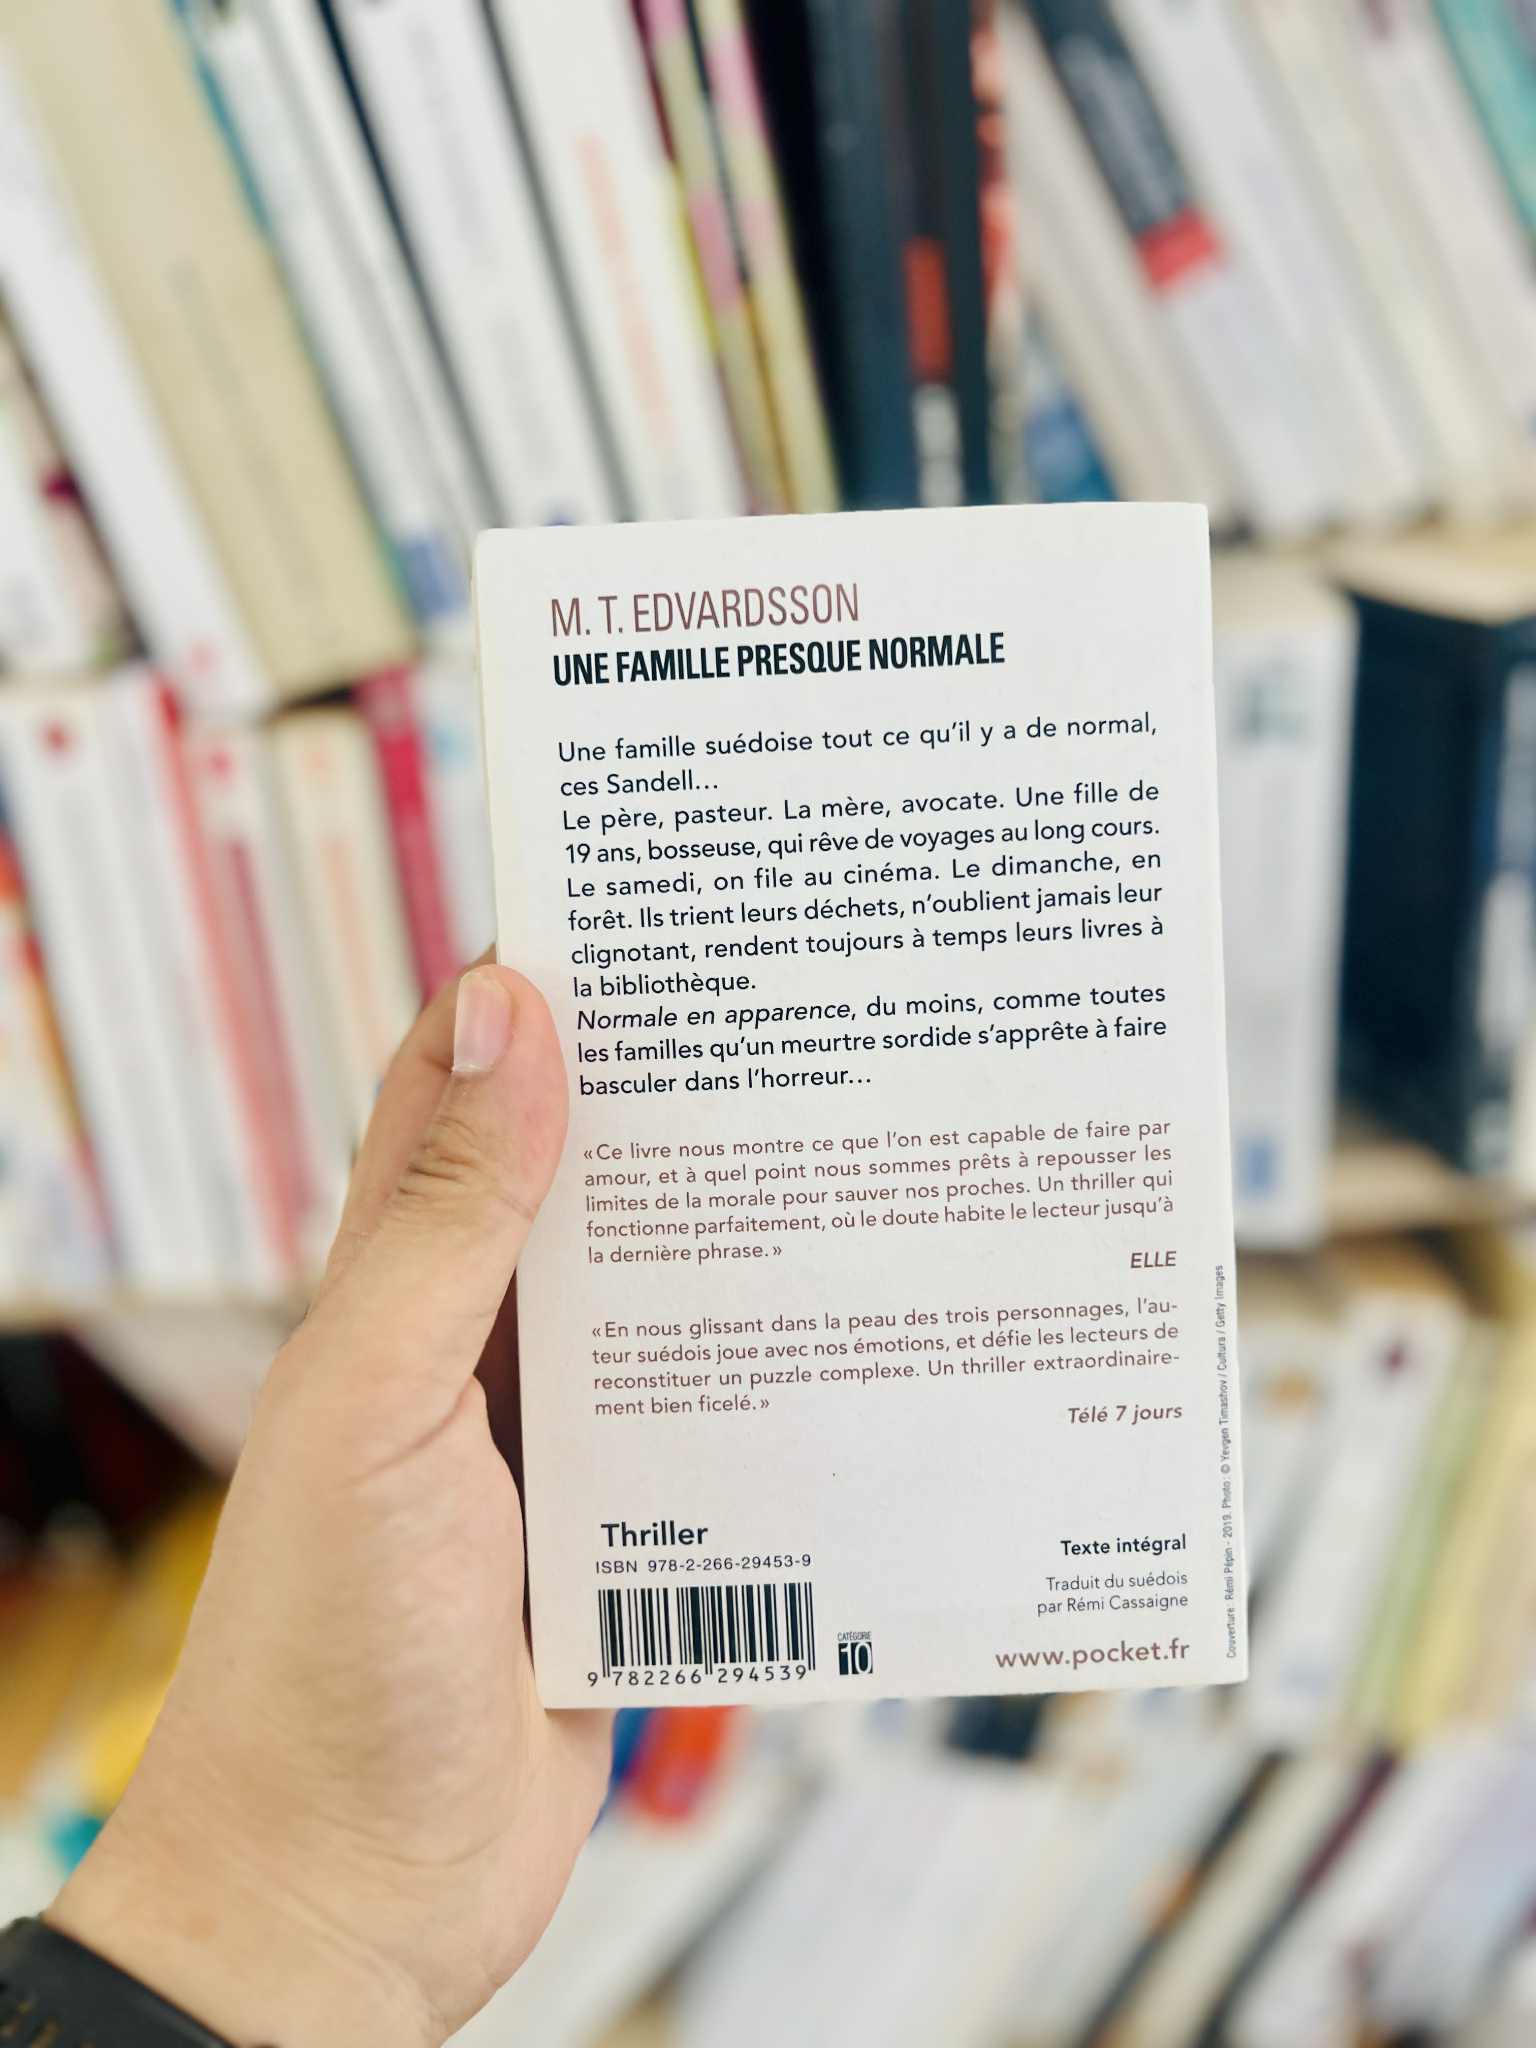 M. T. EDVARDSSON
UNE FAMILLE PRESQUE NORMALE
Une famille suédoise tout ce qu’il y a de normal,
ces Sandell…
Le père, pasteur. La mère, avocate. Une fille de
19 ans, bosseuse, qui rêve de voyages au long cours.
Le samedi, on file au cinéma. Le dimanche, en
forêt. Ils trient leurs déchets, n’oublient jamais leur
clignotant, rendent toujours à temps leurs livres à
la bibliothèque.
Normale en apparence, du moins, comme toutes
les familles qu’un meurtre sordide s’apprête à faire
basculer dans l’horreur…
« Ce livre nous montre ce que l’on est capable de faire par
amour, et à quel point nous sommes prêts à repousser les
limites de la morale pour sauver nos proches. Un thriller qui
fonctionne parfaitement, où le doute habite le lecteur jusqu’à
la dernière phrase. »
ELLE
« En nous glissant dans la peau des trois personnages, l’au-
teur suédois joue avec nos émotions, et défie les lecteurs de
reconstituer un puzzle complexe. Un thriller extraordinaire-
ment bien ficelé. »
Télé 7 jours
Thriller
ISBN 978-2-266-29453-9
9 782266 294539
CATÉGORIE
10
Texte intégral
Traduit du suédois
par Rémi Cassaigne
www.pocket.fr
Couverture : Rémi Pépin - 2019. Photo : © Yevgen Timashov / Cultura / Getty Images